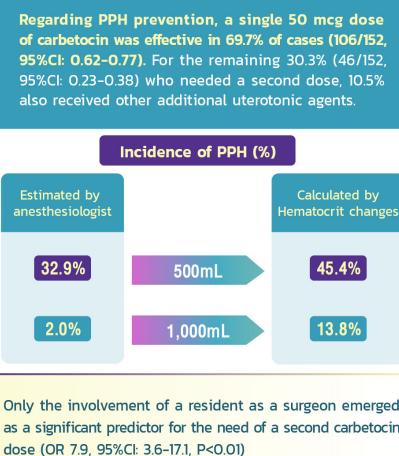 Regarding PPH prevention, a single 50 mcg dose
of carbetocin was effective in 69.7% of cases (106/152,
95%CI: 0.62-0.77). For the remaining 30.3% (46/152,
95%CI: 0.23-0.38) who needed a second dose, 10.5%
also received other additional uterotonic agents.
Incidence of PPH (%)
Estimated by
anesthesiologist
Calculated by
Hematocrit changes
32.9%
500mL
45.4%
2.0%
1,000mL
13.8%
Only the involvement of a resident as a surgeon emerged
as a significant predictor for the need of a second carbetocin
dose (OR 7.9, 95%CI: 3.6-17.1, P<0.01)